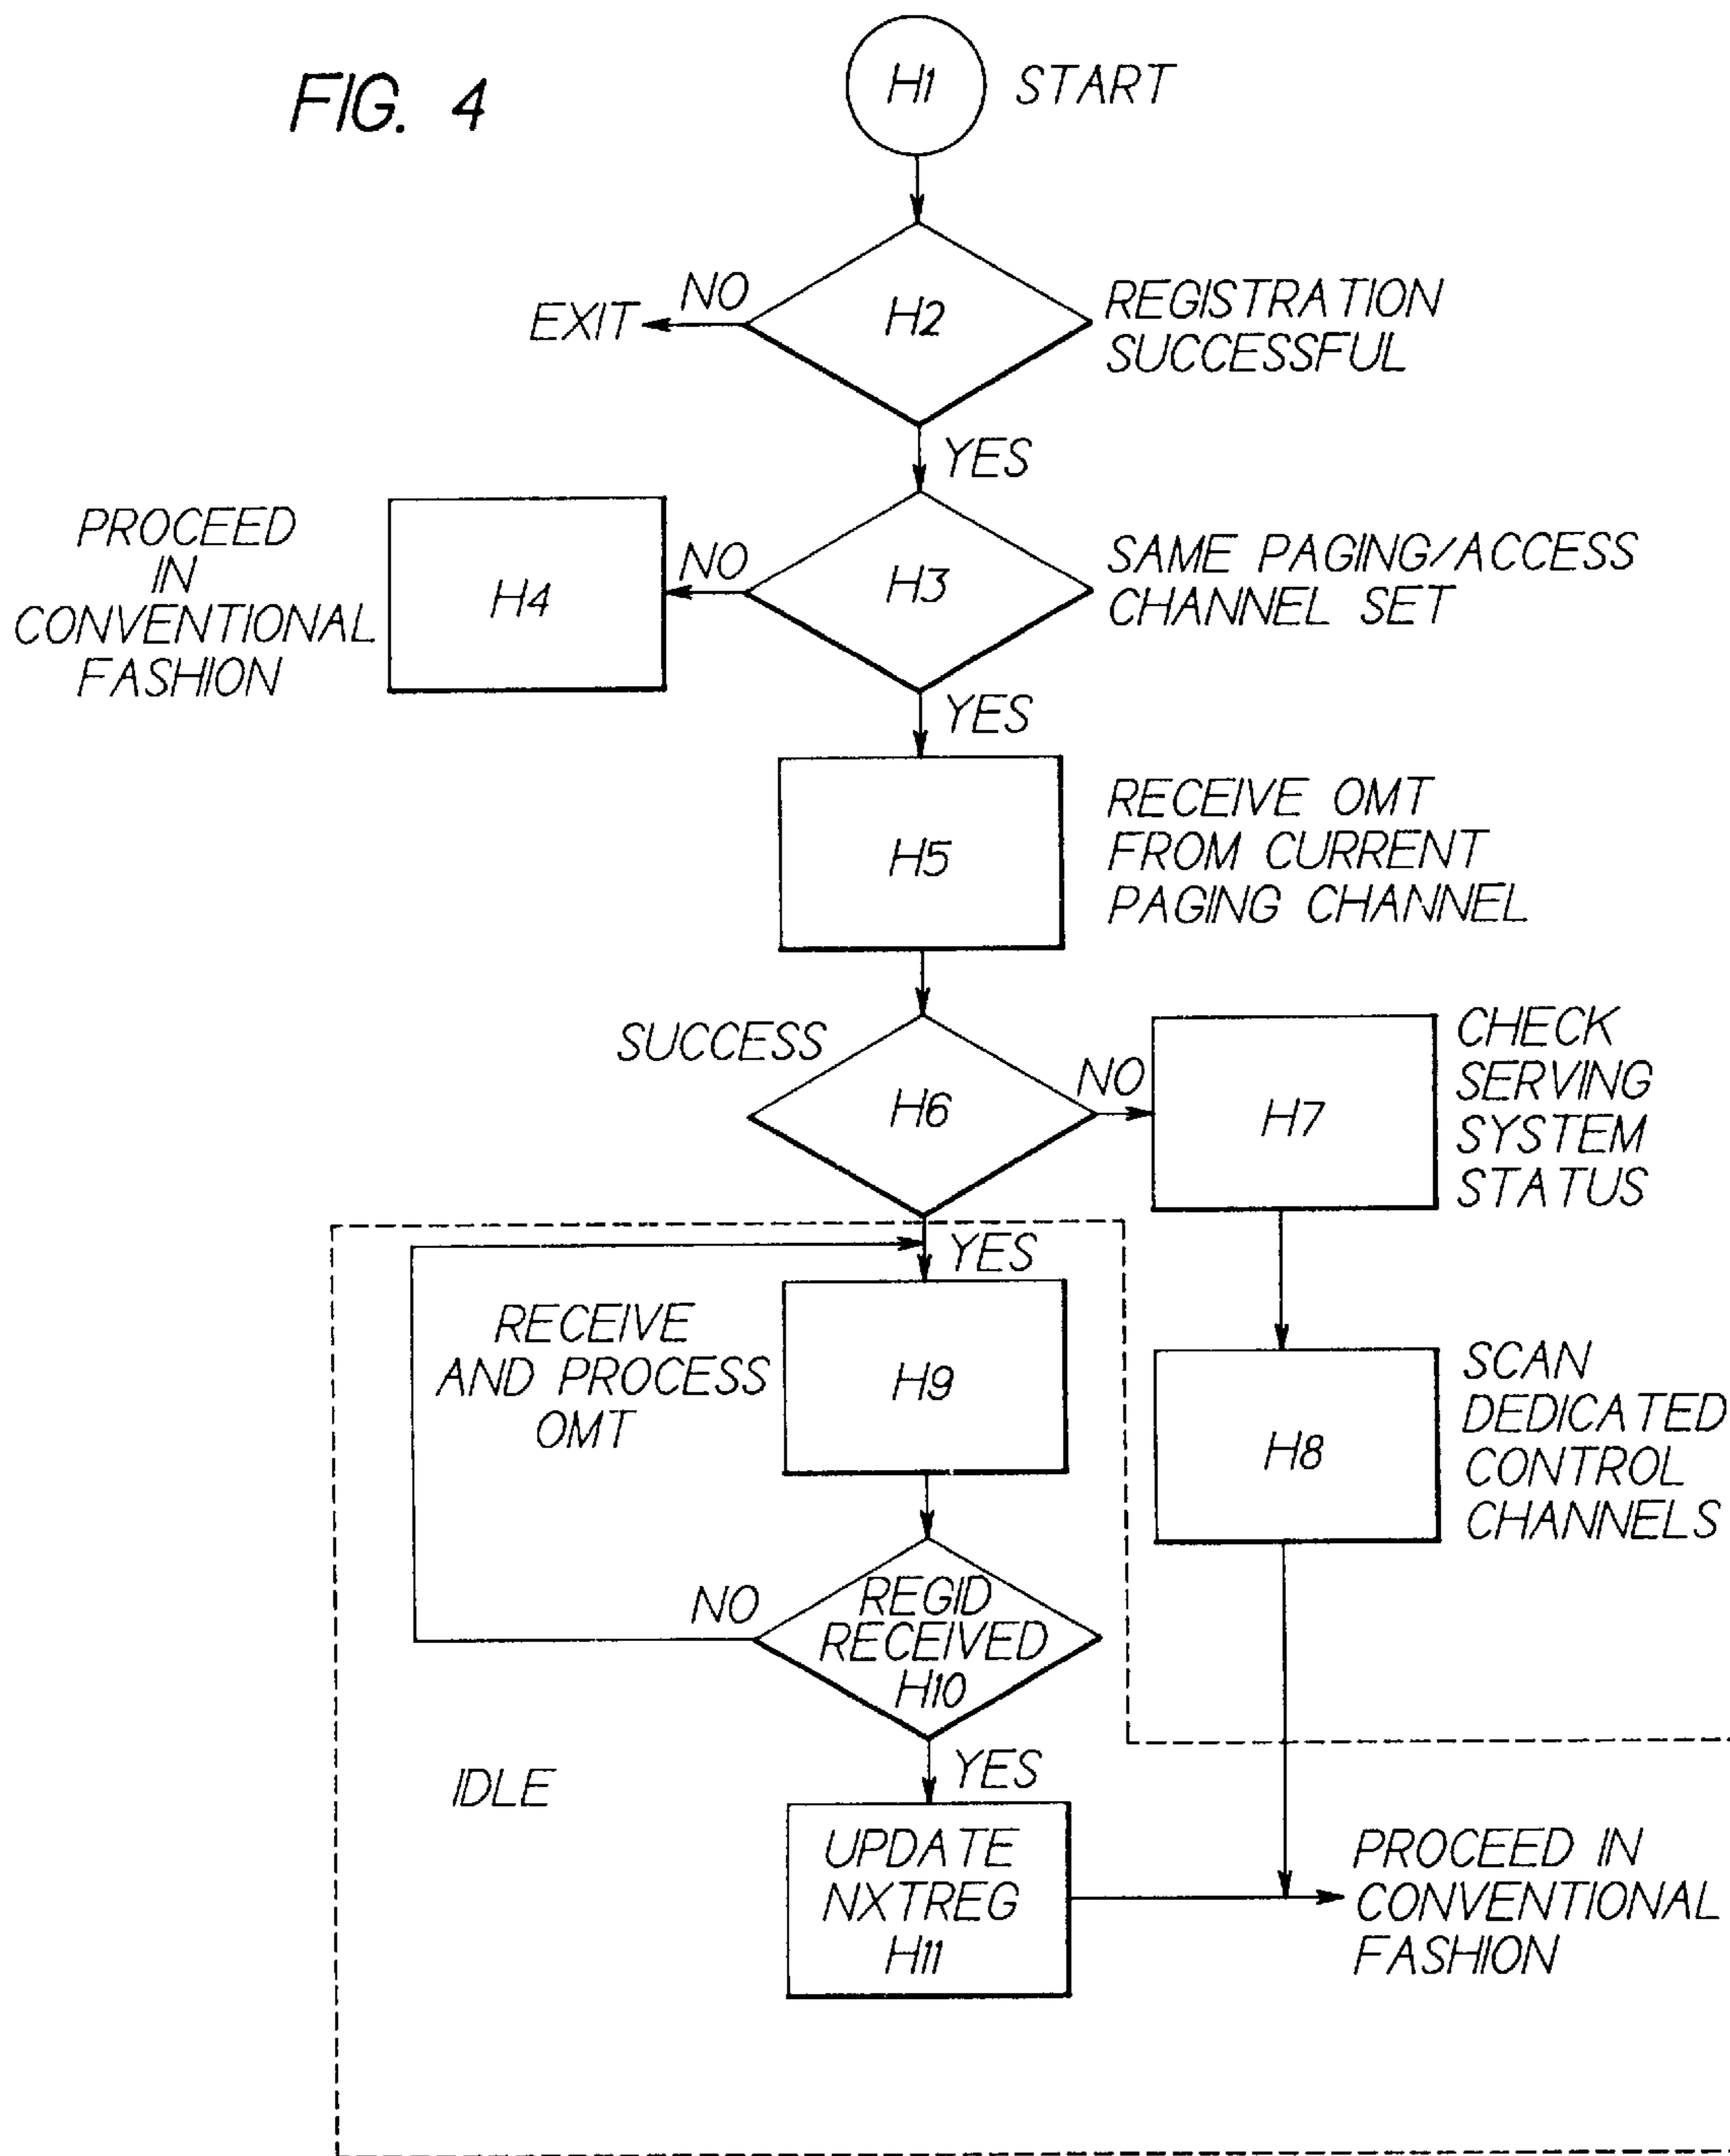 FIG. 4
H1
START
H2
NO
EXIT
REGISTRATION
SUCCESSFUL
YES
PROCEED
IN
CONVENTIONAL
FASHION
H4
NO
H3
SAME PAGING/ACCESS
CHANNEL SET
YES
H5
RECEIVE OMT
FROM CURRENT
PAGING CHANNEL
SUCCESS
H6
NO
H7
CHECK
SERVING
SYSTEM
STATUS
YES
RECEIVE
AND PROCESS
OMT
H9
H8
SCAN
DEDICATED
CONTROL
CHANNELS
NO
REGID
RECEIVED
H10
YES
IDLE
UPDATE
NXTREG
H11
PROCEED IN
CONVENTIONAL
FASHION